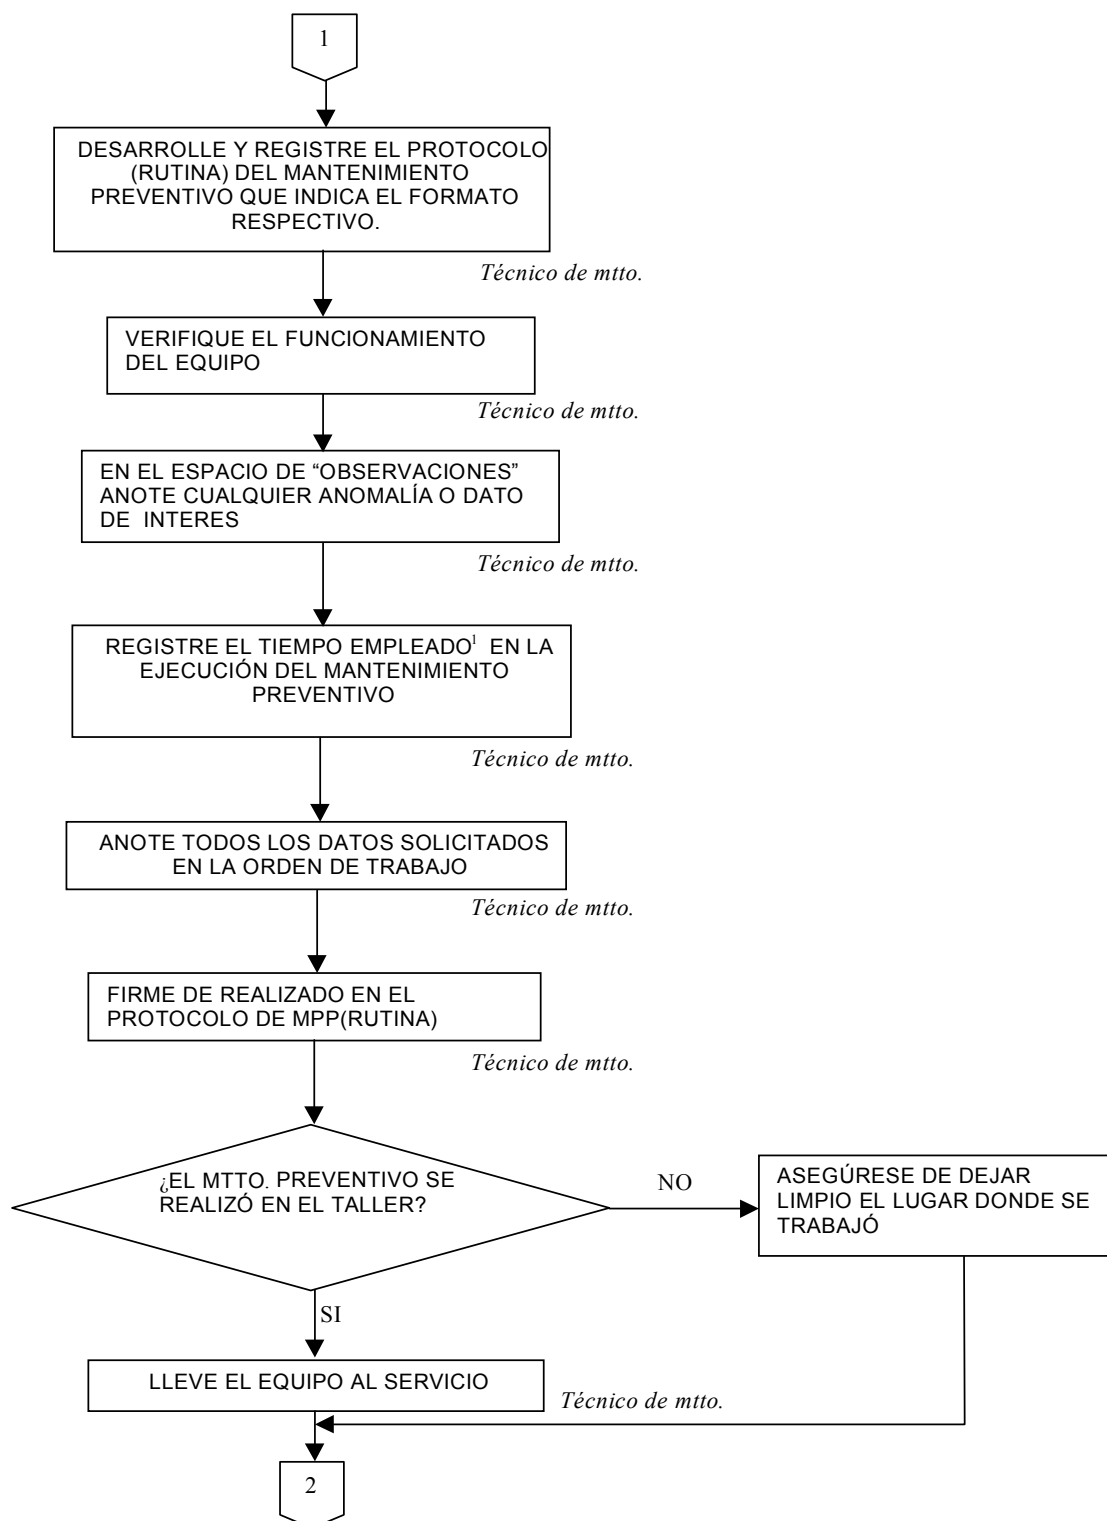 1
DESARROLLE Y REGISTRE EL PROTOCOLO
(RUTINA) DEL MANTENIMIENTO
PREVENTIVO QUE INDICA EL FORMATO
RESPECTIVO.
Técnico de mtto.
VERIFIQUE EL FUNCIONAMIENTO
DEL EQUIPO
Técnico de mtto.
EN EL ESPACIO DE “OBSERVACIONES”
ANOTE CUALQUIER ANOMALÍA O DATO
DE INTERES
Técnico de mtto.
REGISTRE EL TIEMPO EMPLEADO¹ EN LA
EJECUCIÓN DEL MANTENIMIENTO
PREVENTIVO
Técnico de mtto.
ANOTE TODOS LOS DATOS SOLICITADOS
EN LA ORDEN DE TRABAJO
Técnico de mtto.
FIRME DE REALIZADO EN EL
PROTOCOLO DE MPP(RUTINA)
Técnico de mtto.
¿EL MTTO. PREVENTIVO SE
REALIZÓ EN EL TALLER?
NO
ASEGÚRESE DE DEJAR
LIMPIO EL LUGAR DONDE SE
TRABAJÓ
SI
LLEVE EL EQUIPO AL SERVICIO
Técnico de mtto.
2